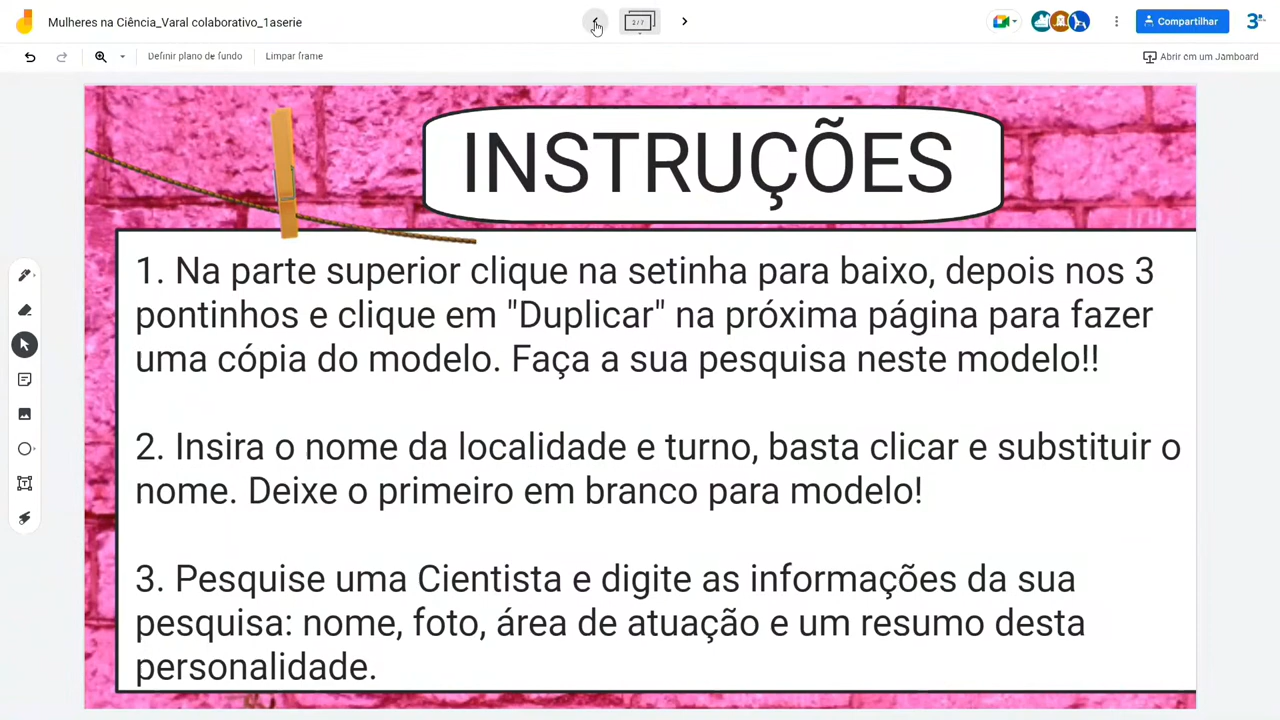 Mulheres na Ciência_Varal colaborativo_1aserie
2 / 7
Compartilhar
3ª
Definir plano de fundo
Limpar frame
Abrir em um Jamboard
INSTRUÇÕES
1. Na parte superior clique na setinha para baixo, depois nos 3
pontinhos e clique em "Duplicar" na próxima página para fazer
uma cópia do modelo. Faça a sua pesquisa neste modelo!!
2. Insira o nome da localidade e turno, basta clicar e substituir o
nome. Deixe o primeiro em branco para modelo!
3. Pesquise uma Cientista e digite as informações da sua
pesquisa: nome, foto, área de atuação e um resumo desta
personalidade.